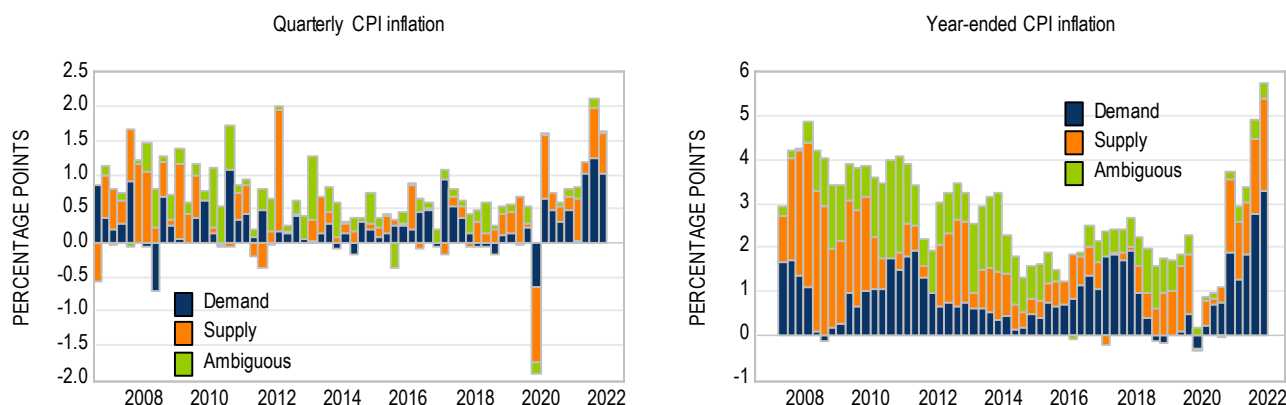 Quarterly CPI inflation
PERCENTAGE POINTS
2.5
2.0
1.5
1.0
0.5
0.0
-0.5
-1.0
-1.5
-2.0
Demand
Supply
Ambiguous
2008 2010 2012 2014 2016 2018 2020 2022
Year-ended CPI inflation
PERCENTAGE POINTS
6
5
4
3
2
1
0
-1
Demand
Supply
Ambiguous
2008 2010 2012 2014 2016 2018 2020 2022